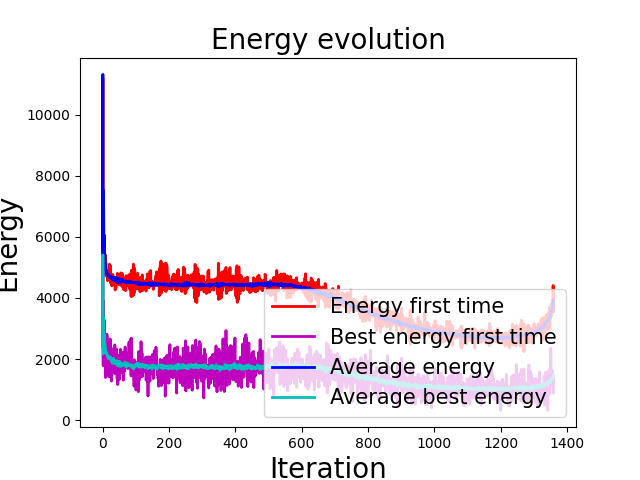 Energy evolution
Energy
10000
8000
6000
4000
2000
0
Energy first time
Best energy first time
Average energy
Average best energy
0 200 400 600 800 1000 1200 1400
Iteration